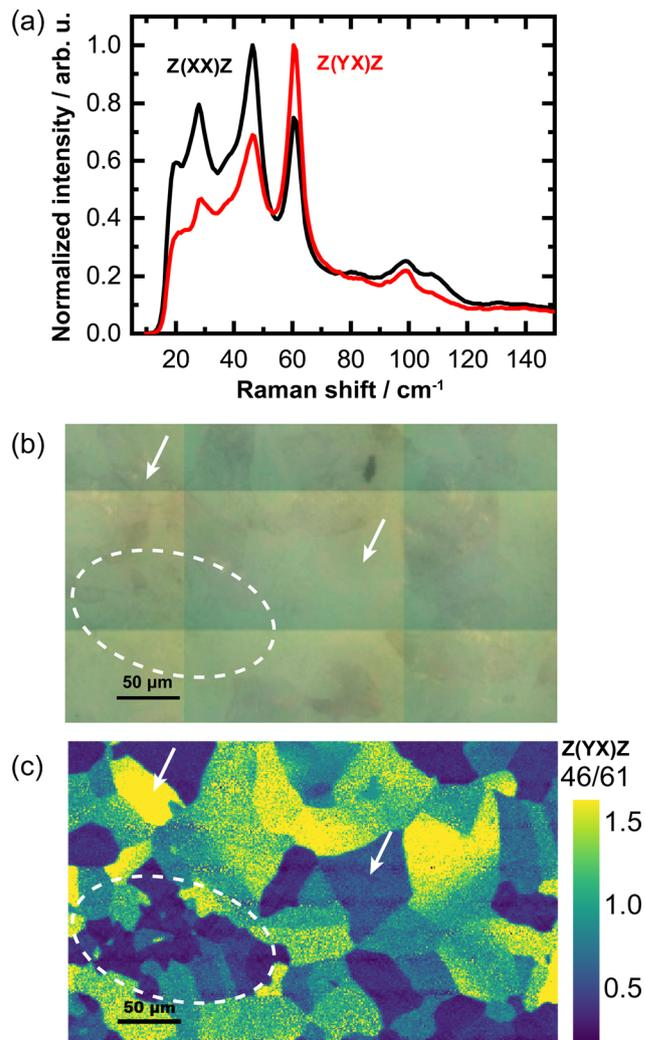 (a)
Normalized intensity / arb. u.
1.0
0.8
0.6
0.4
0.2
0.0
Z(XX)Z
Z(YX)Z
20 40 60 80 100 120 140
Raman shift / cm⁻¹
(b)
50 µm
(c)
Z(YX)Z
46/61
1.5
1.0
0.5
50 µm